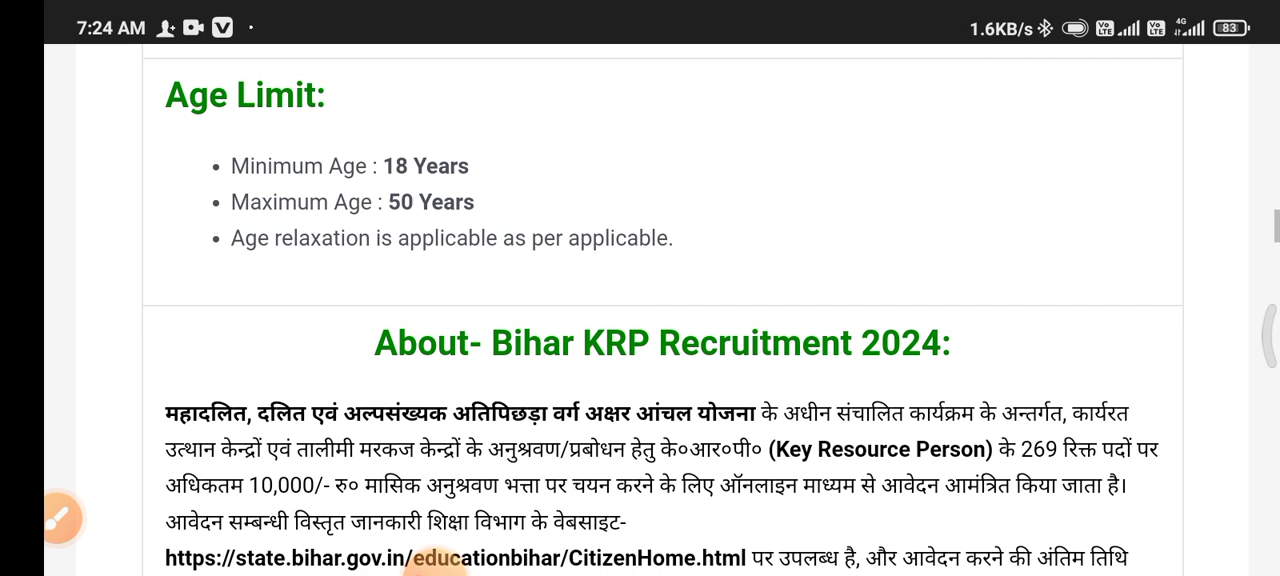 7:24 AM
1.6KB/s
4G
83
Age Limit:
Minimum Age : 18 Years
Maximum Age : 50 Years
Age relaxation is applicable as per applicable.
About- Bihar KRP Recruitment 2024:
महादलित, दलित एवं अल्पसंख्यक अतिपिछड़ा वर्ग अक्षर आंचल योजना के अधीन संचालित कार्यक्रम के अन्तर्गत, कार्यरत
उत्थान केन्द्रों एवं तालीमी मरकज केन्द्रों के अनुश्रवण/प्रबोधन हेतु के०आर०पी० (Key Resource Person) के 269 रिक्त पदों पर
अधिकतम 10,000/- रु० मासिक अनुश्रवण भत्ता पर चयन करने के लिए ऑनलाइन माध्यम से आवेदन आमंत्रित किया जाता है।
आवेदन सम्बन्धी विस्तृत जानकारी शिक्षा विभाग के वेबसाइट-
https://state.bihar.gov.in/educationbihar/CitizenHome.html पर उपलब्ध है, और आवेदन करने की अंतिम तिथि